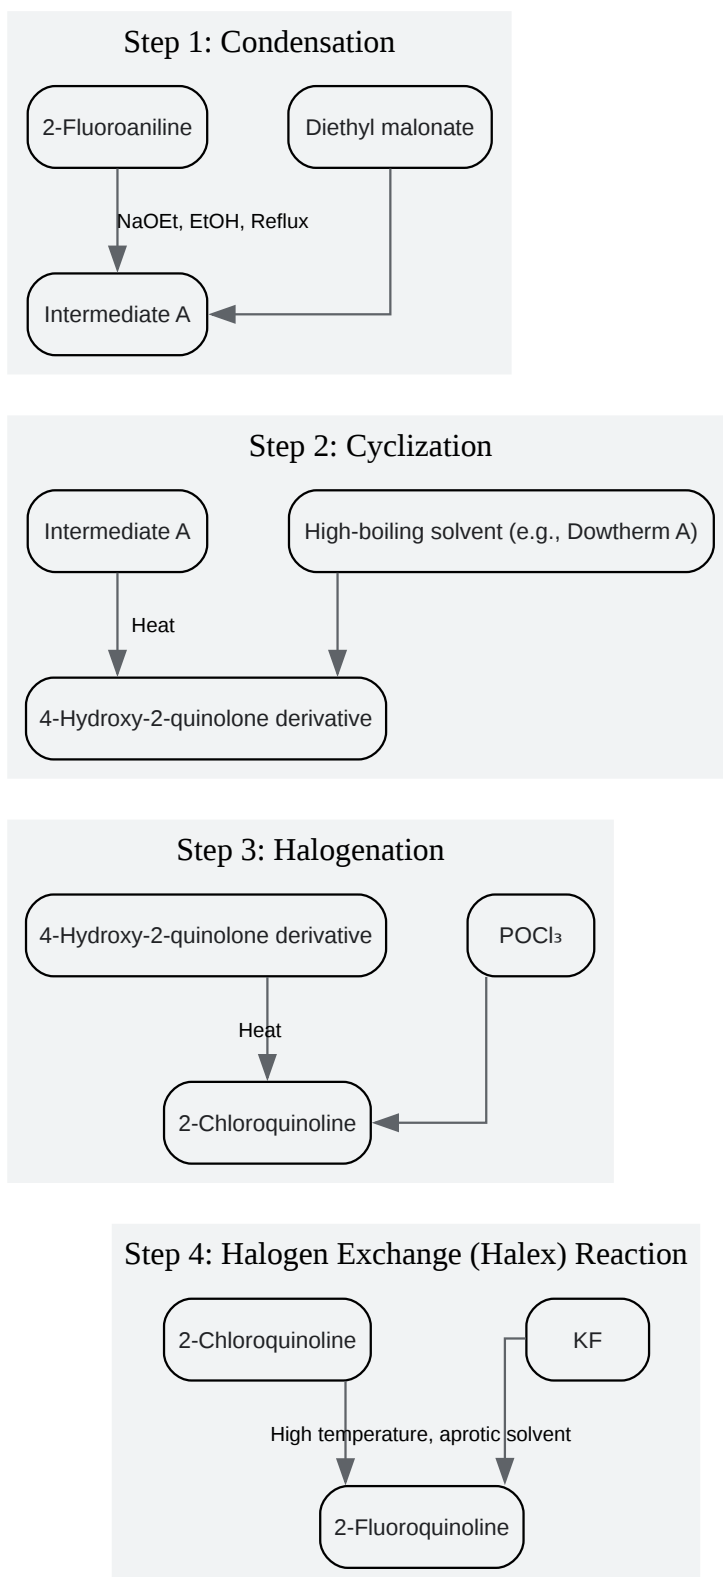 Step 1: Condensation
2-Fluoroaniline
Diethyl malonate
NaOEt, EtOH, Reflux
Intermediate A
Step 2: Cyclization
Intermediate A
High-boiling solvent (e.g., Dowtherm A)
Heat
4-Hydroxy-2-quinolone derivative
Step 3: Halogenation
4-Hydroxy-2-quinolone derivative
POCl₃
Heat
2-Chloroquinoline
Step 4: Halogen Exchange (Halex) Reaction
2-Chloroquinoline
KF
High temperature, aprotic solvent
2-Fluoroquinoline